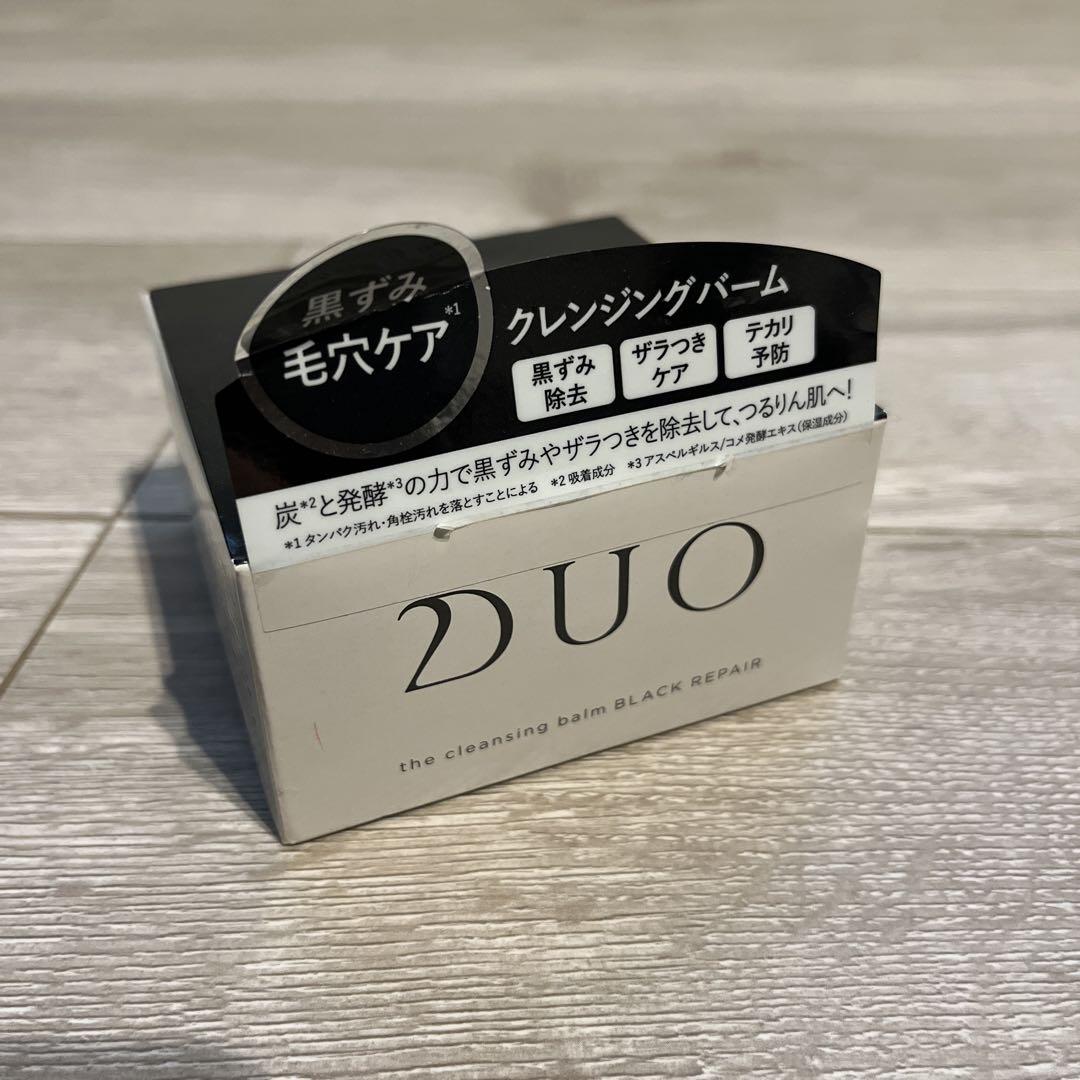 黒ずみ
毛穴ケア*1
クレンジングバーム
黒ずみ
除去
ザラつき
ケア
テカリ
予防
炭*2と発酵*3の力で黒ずみやザラつきを除去して、つるりん肌へ!
*1 タンパク汚れ・角栓汚れを落とすことによる *2 吸着成分 *3 アスペルギルス/コメ発酵エキス(保湿成分)
DUO
the cleansing balm BLACK REPAIR